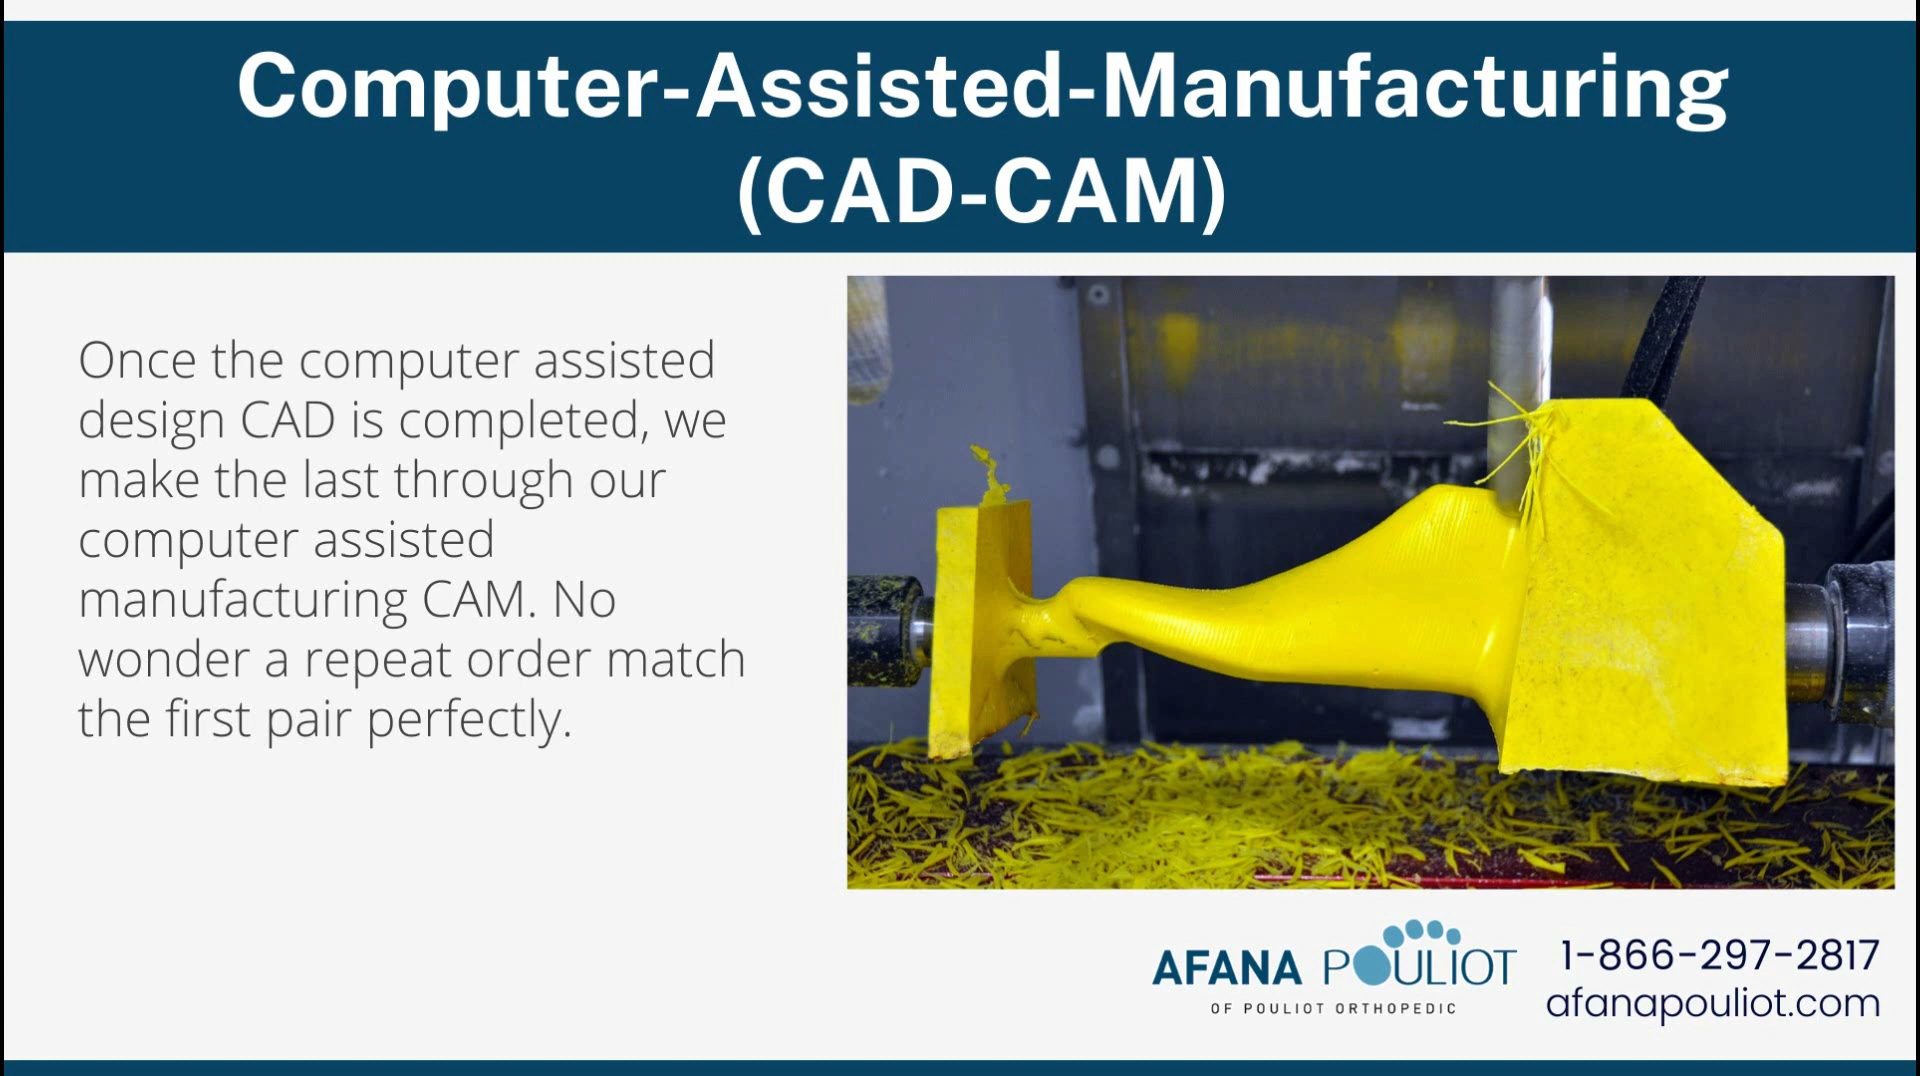 Computer-Assisted-Manufacturing
(CAD-CAM)
Once the computer assisted
design CAD is completed, we
make the last through our
computer assisted
manufacturing CAM. No
wonder a repeat order match
the first pair perfectly.
AFANA POULIOT
OF POULIOT ORTHOPEDIC
1-866-297-2817
afanapouliot.com